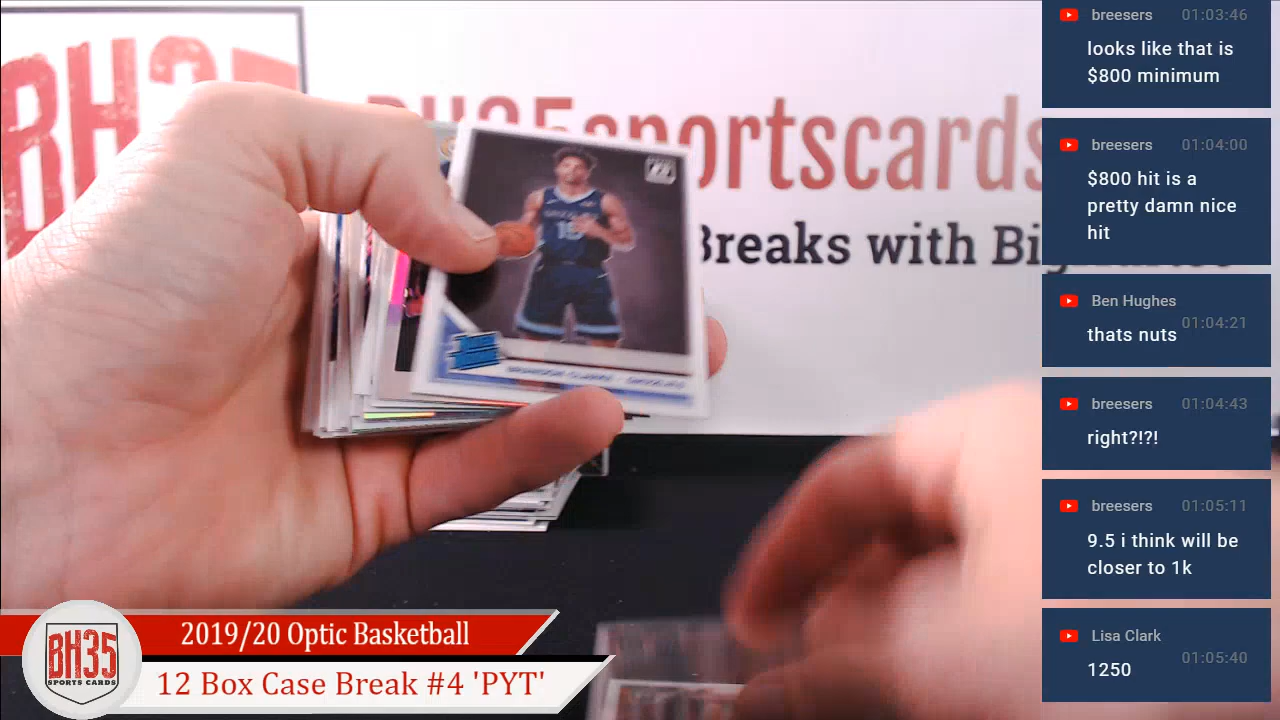 BH35
BH35sportscards
Breaks with Big
2019/20 Optic Basketball
12 Box Case Break #4 'PYT'
BH35
SPORTS CARDS
breesers 01:03:46
looks like that is
$800 minimum
breesers 01:04:00
$800 hit is a
pretty damn nice
hit
Ben Hughes
01:04:21
thats nuts
breesers 01:04:43
right?!?!
breesers 01:05:11
9.5 i think will be
closer to 1k
Lisa Clark
01:05:40
1250